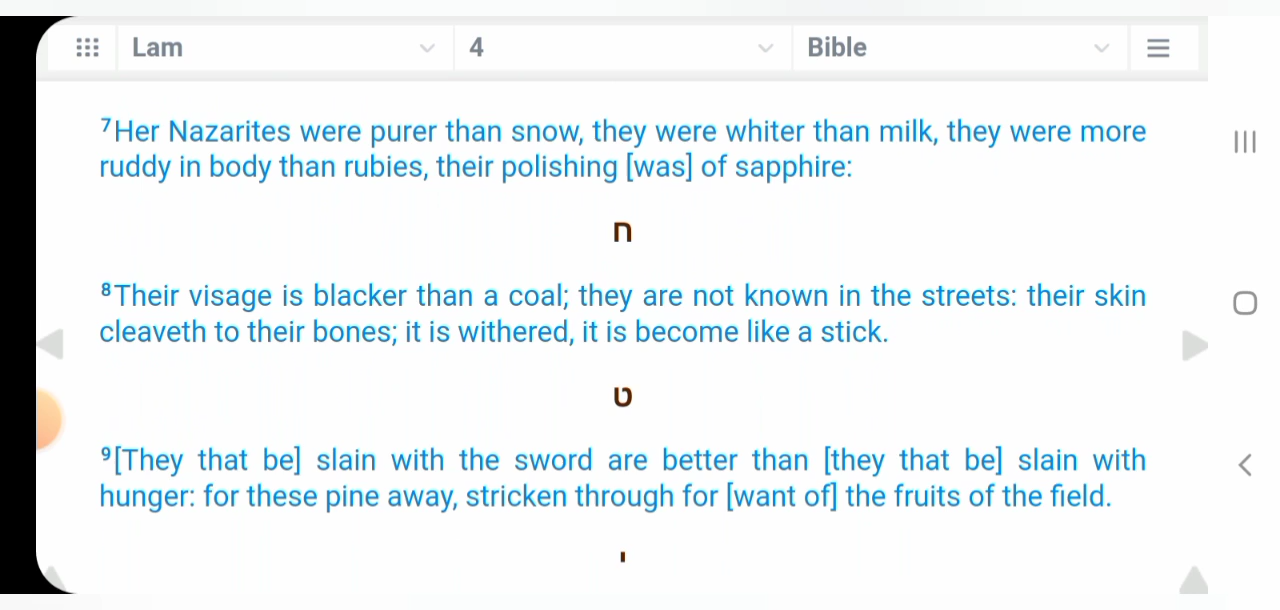 Lam 4 Bible
⁷Her Nazarites were purer than snow, they were whiter than milk, they were more
ruddy in body than rubies, their polishing [was] of sapphire:
ח
⁸Their visage is blacker than a coal; they are not known in the streets: their skin
cleaveth to their bones; it is withered, it is become like a stick.
ט
⁹[They that be] slain with the sword are better than [they that be] slain with
hunger: for these pine away, stricken through for [want of] the fruits of the field.
י